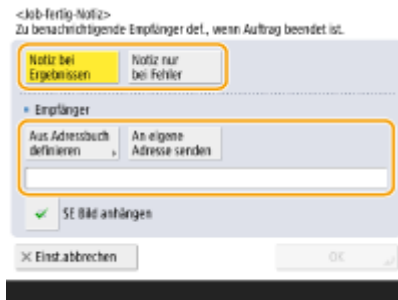 <Job-Fertig-Notiz>
Zu benachrichtigende Empfänger def., wenn Auftrag beendet ist.
Notiz bei Ergebnissen
Notiz nur bei Fehler
Empfänger
Aus Adressbuch definieren
An eigene Adresse senden
SE Bild anhängen
Einst.abbrechen
OK